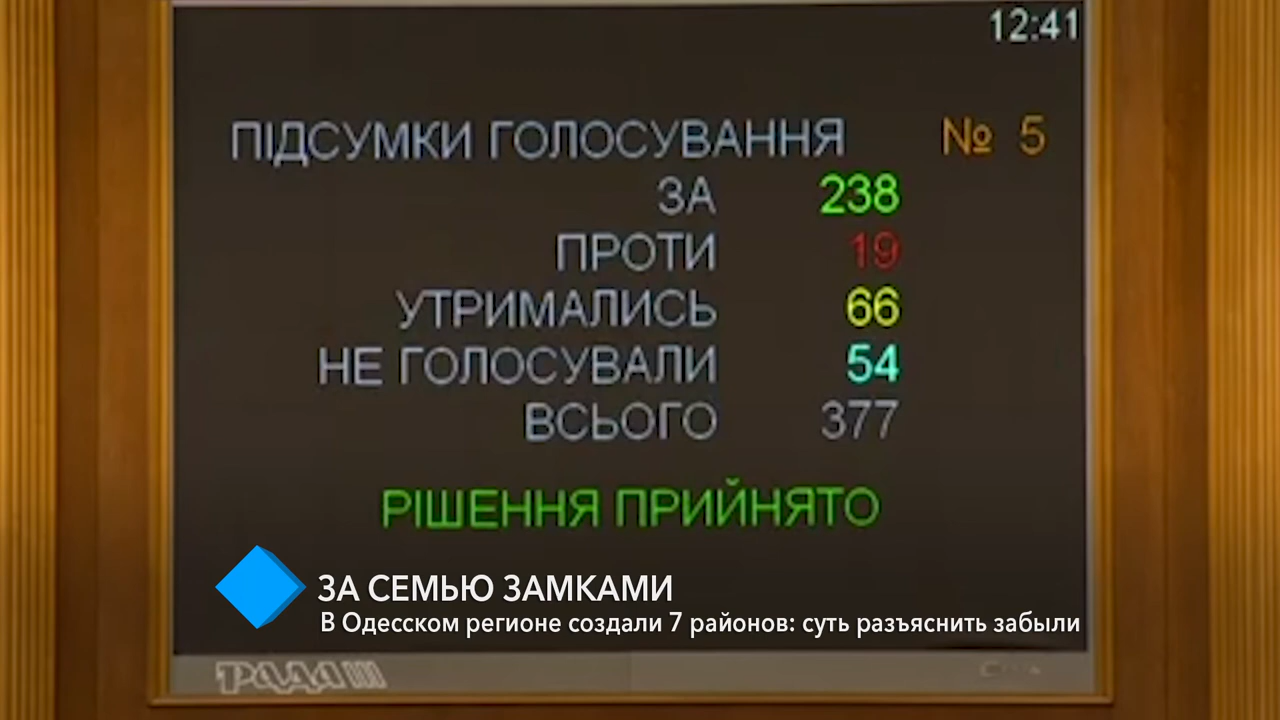 12:41
ПІДСУМКИ ГОЛОСУВАННЯ № 5
ЗА 238
ПРОТИ 19
УТРИМАЛИСЬ 66
НЕ ГОЛОСУВАЛИ 54
ВСЬОГО 377
РІШЕННЯ ПРИЙНЯТО
ЗА СЕМЬЮ ЗАМКАМИ
В Одесском регионе создали 7 районов: суть разъяснить забыли
РАДА